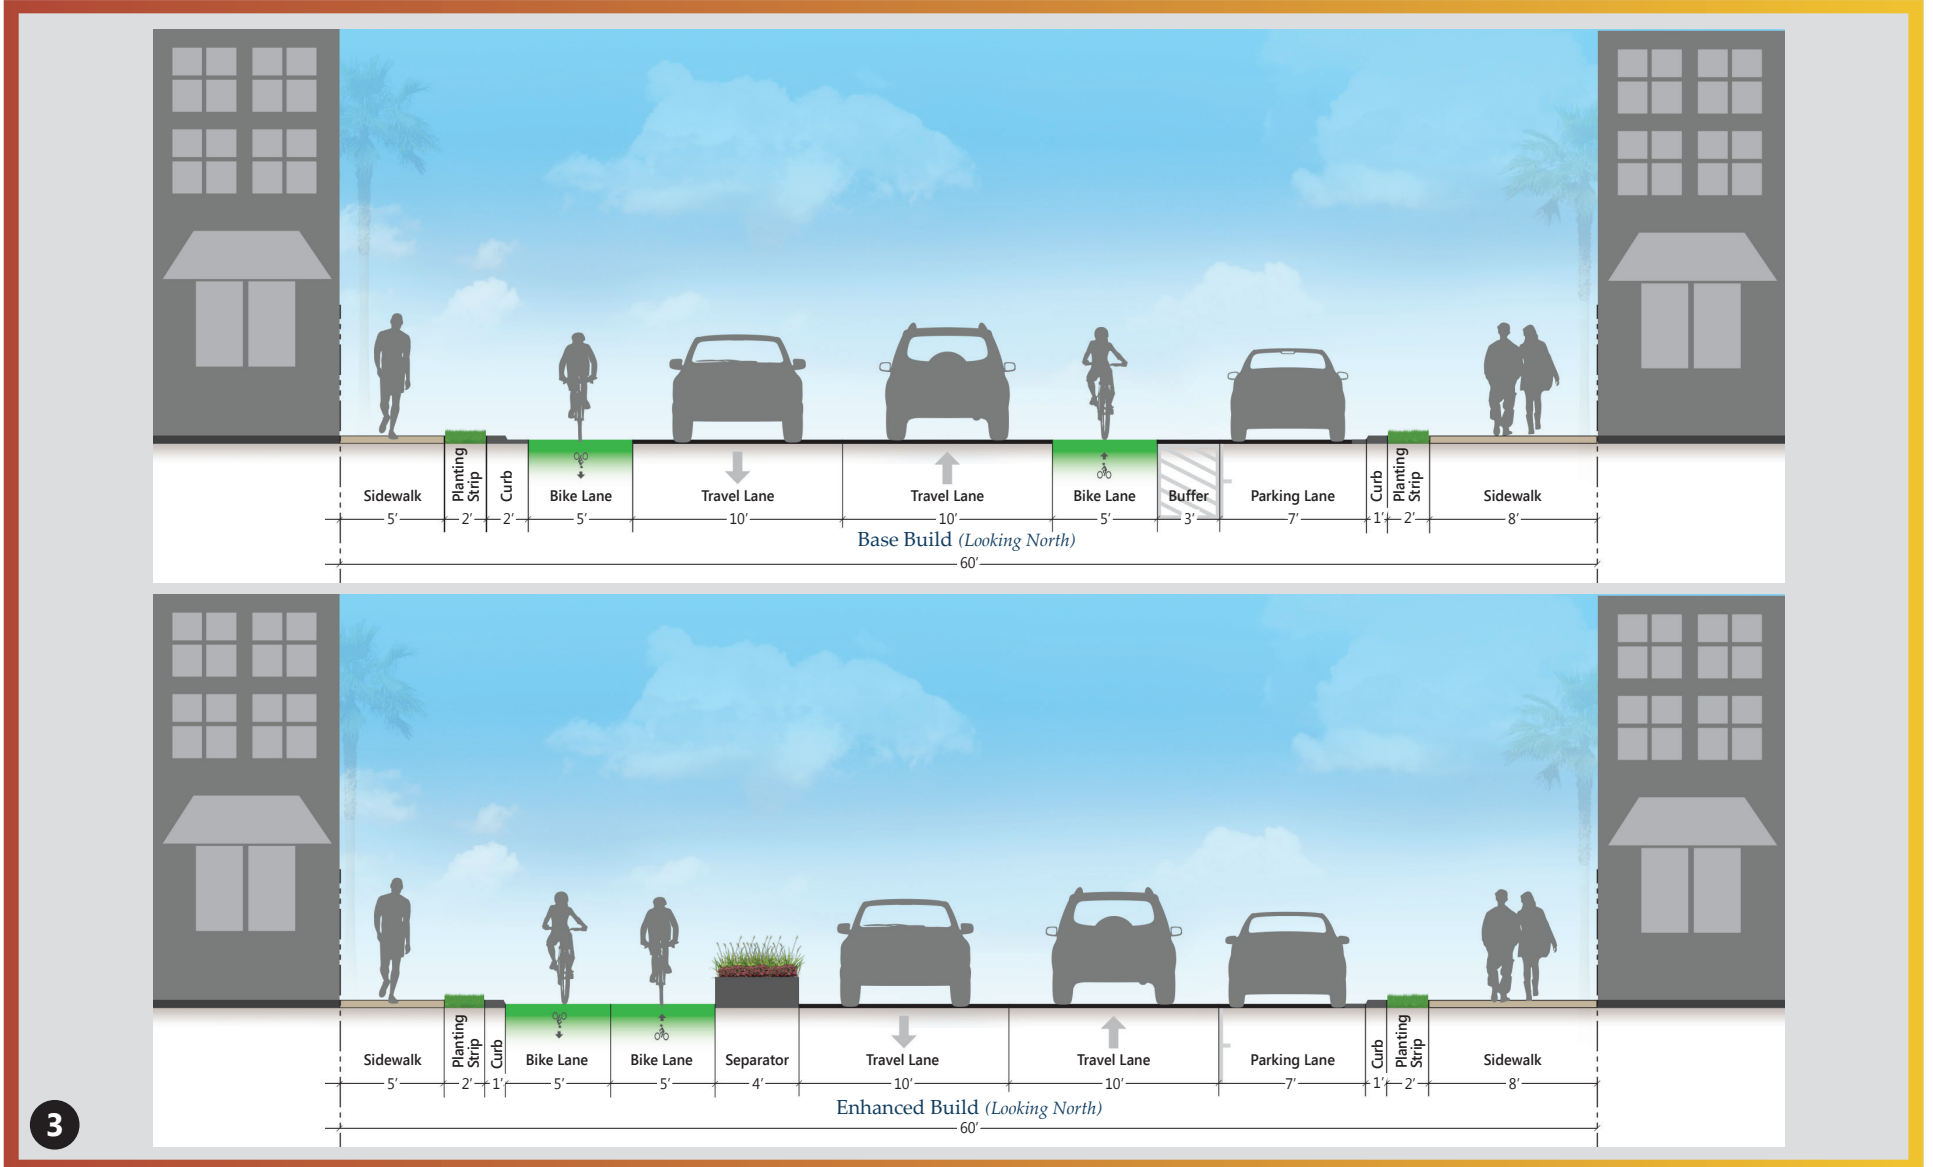 Sidewalk
Planting
Strip
Curb
Bike Lane
Travel Lane
Travel Lane
Bike Lane
Buffer
Parking Lane
Curb
Planting
Strip
Sidewalk
5' 2' 2' 5' 10' 10' 5' 3' 7' 1' 2' 8'
Base Build (Looking North)
60'
Sidewalk
Planting
Strip
Curb
Bike Lane
Bike Lane
Separator
Travel Lane
Travel Lane
Parking Lane
Curb
Planting
Strip
Sidewalk
5' 2' 1' 5' 5' 4' 10' 10' 7' 1' 2' 8'
Enhanced Build (Looking North)
60'
3